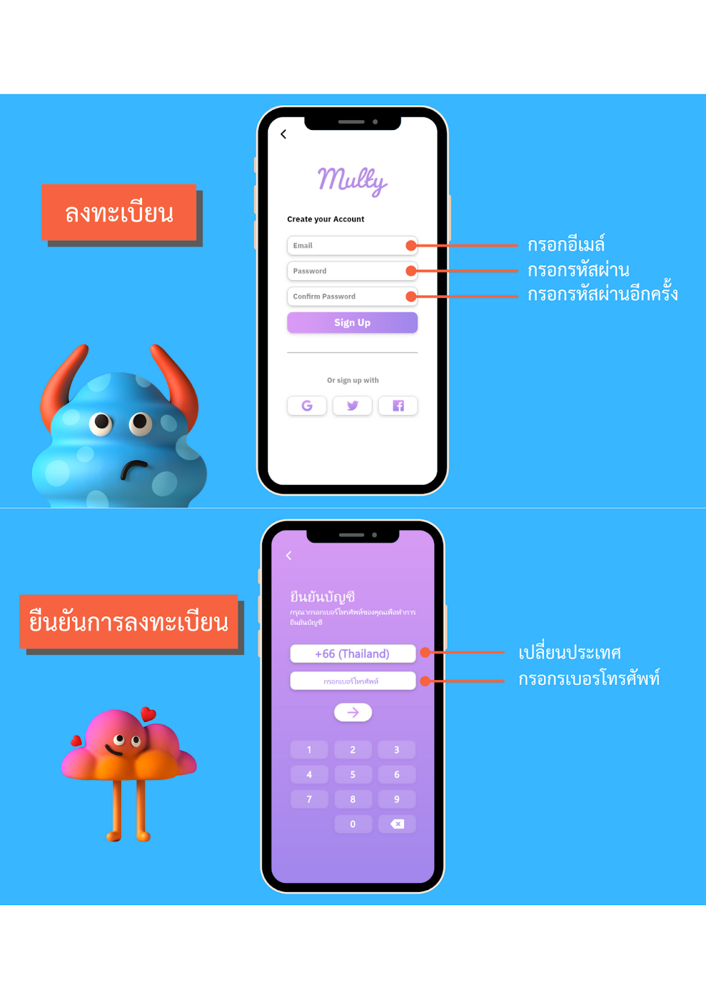 ลงทะเบียน
Multy
Create your Account
Email
Password
Confirm Password
Sign Up
Or sign up with
G
กรอกอีเมล์
กรอกรหัสผ่าน
กรอกรหัสผ่านอีกครั้ง
ยืนยันการลงทะเบียน
ยืนยันบัญชี
กรุณากรอกเบอร์โทรศัพท์ของคุณเพื่อทำการ
ยืนยันบัญชี
+66 (Thailand)
กรอกเบอร์โทรศัพท์
1 2 3
4 5 6
7 8 9
0
เปลี่ยนประเทศ
กรอกรเบอรโทรศัพท์